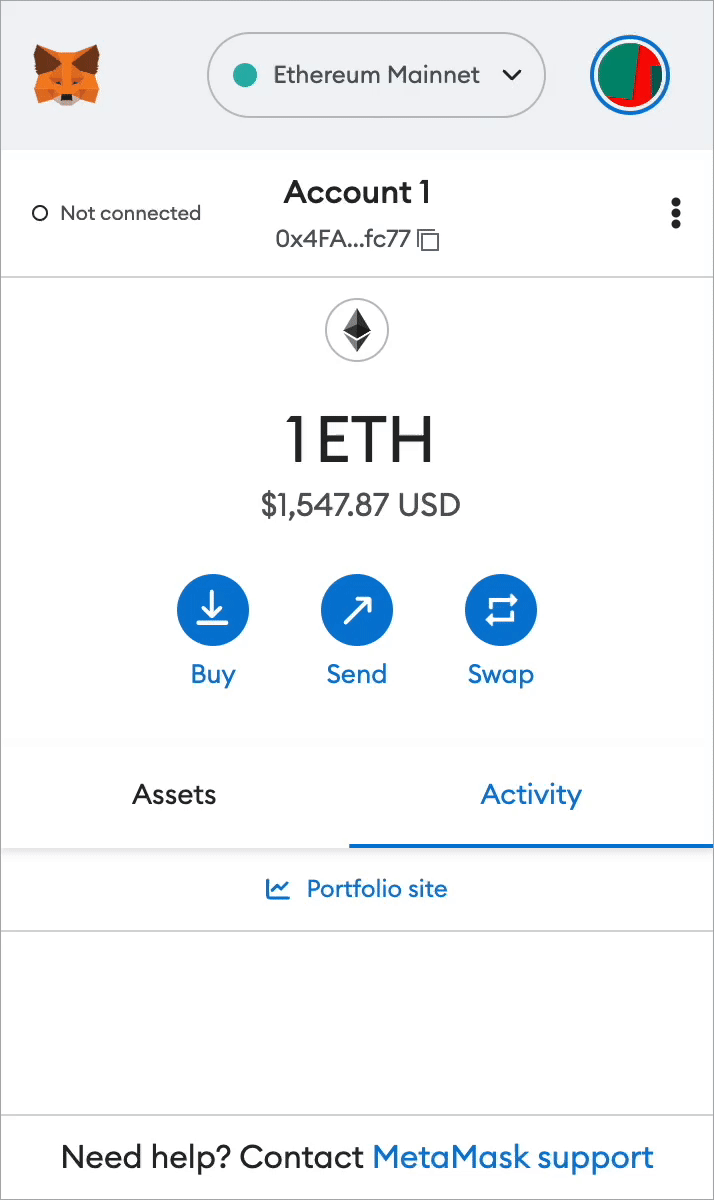 Ethereum Mainnet
Account 1
Not connected
0x4FA...fc77
1 ETH
$1,547.87 USD
Buy Send Swap
Assets Activity
Portfolio site
Need help? Contact MetaMask support